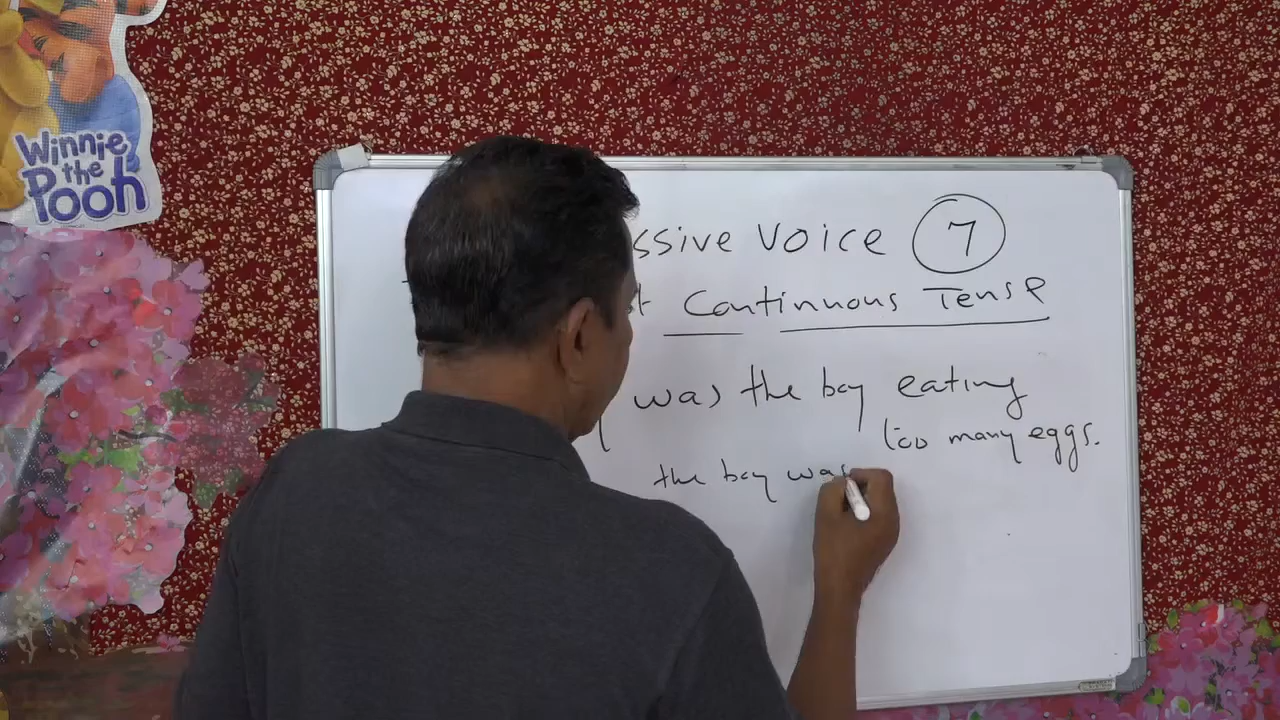 Winnie
the
Pooh
ssive Voice 7
t Continuous Tense
was the boy eating
too many eggs.
the boy was